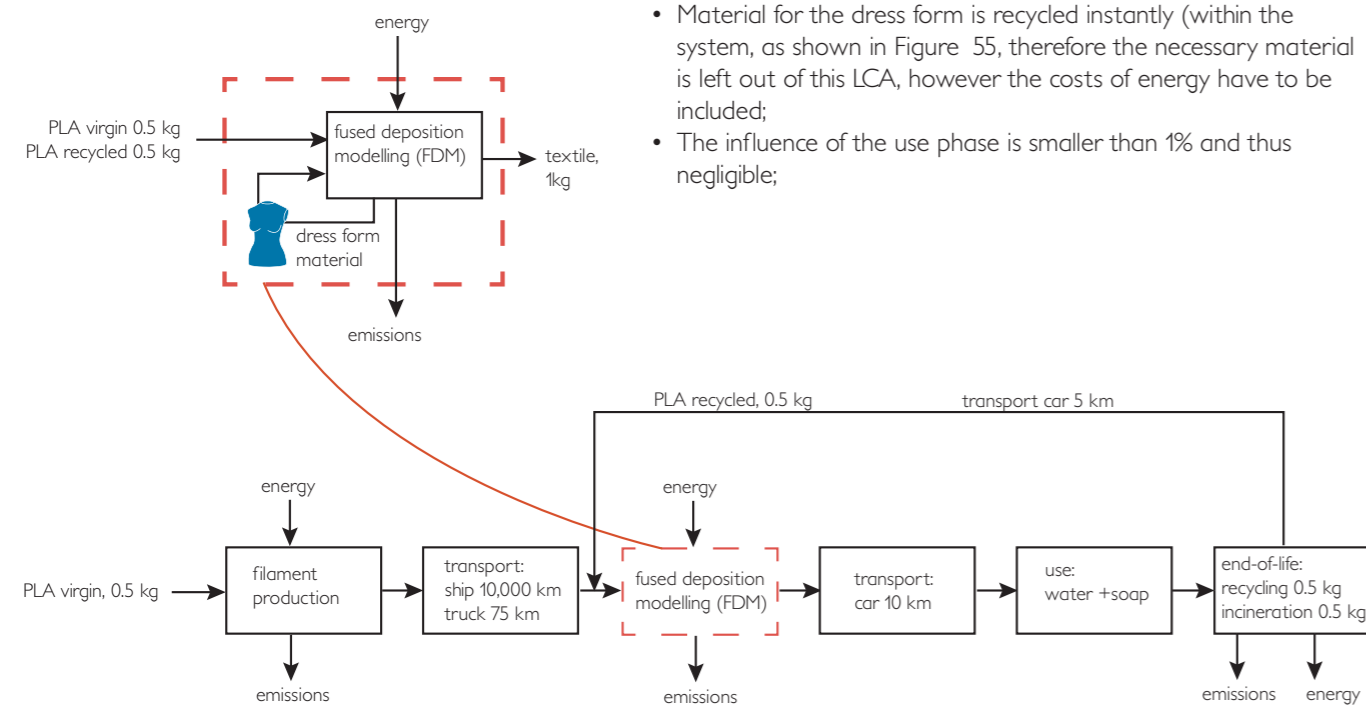 energy
PLA virgin 0.5 kg
PLA recycled 0.5 kg
fused deposition
modelling (FDM)
textile,
1kg
dress form
material
emissions
• Material for the dress form is recycled instantly (within the
system, as shown in Figure 55, therefore the necessary material
is left out of this LCA, however the costs of energy have to be
included;
• The influence of the use phase is smaller than 1% and thus
negligible;
PLA recycled, 0.5 kg
transport car 5 km
PLA virgin, 0.5 kg
energy
filament
production
emissions
transport:
ship 10,000 km
truck 75 km
energy
fused deposition
modelling (FDM)
emissions
transport:
car 10 km
use:
water +soap
end-of-life:
recycling 0.5 kg
incineration 0.5 kg
emissions
energy